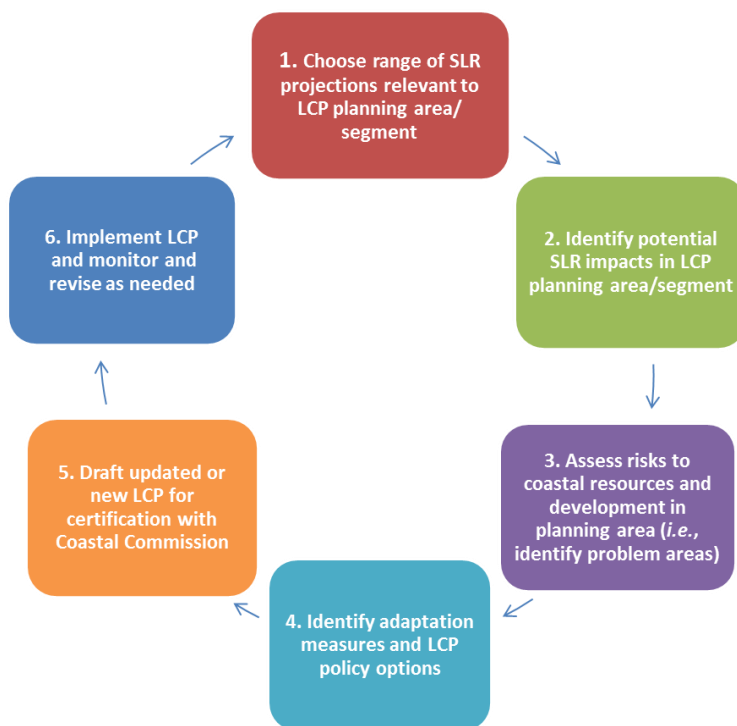 1. Choose range of SLR
projections relevant to
LCP planning area/
segment
2. Identify potential
SLR impacts in LCP
planning area/segment
3. Assess risks to
coastal resources and
development in
planning area (i.e.,
identify problem areas)
4. Identify adaptation
measures and LCP
policy options
5. Draft updated or
new LCP for
certification with
Coastal Commission
6. Implement LCP
and monitor and
revise as needed